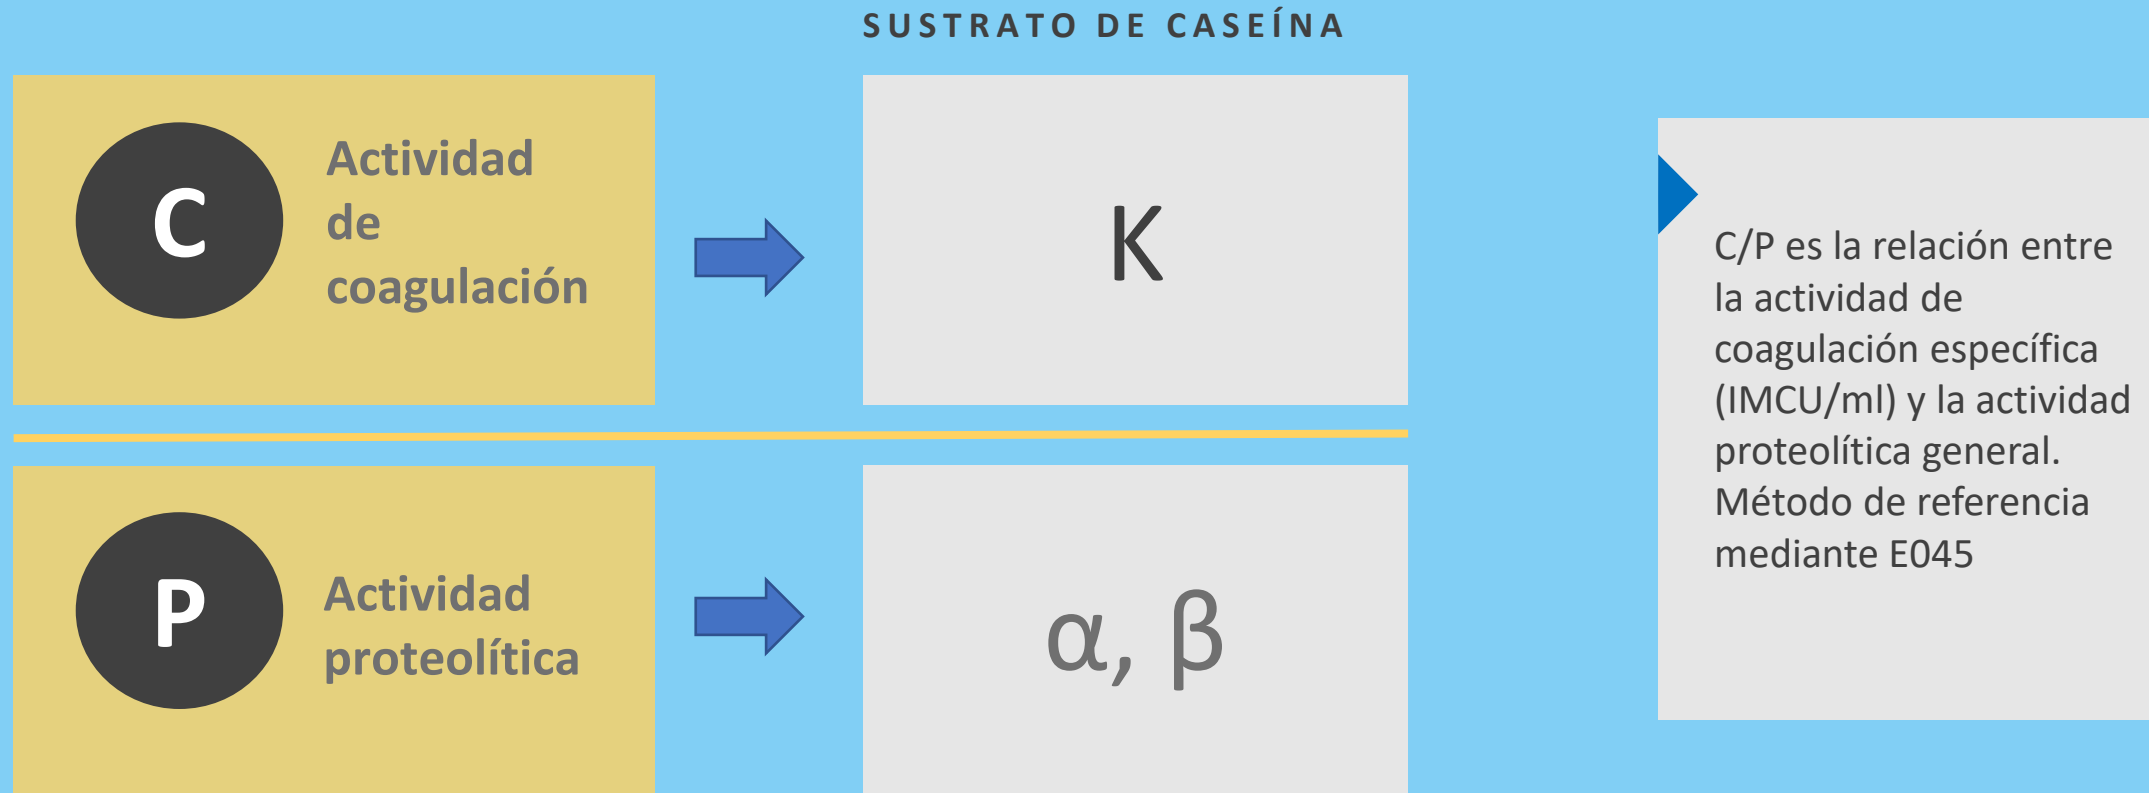 SUSTRATO DE CASEÍNA
C
Actividad
de
coagulación
K
P
Actividad
proteolítica
α, β
C/P es la relación entre
la actividad de
coagulación específica
(IMCU/ml) y la actividad
proteolítica general.
Método de referencia
mediante E045